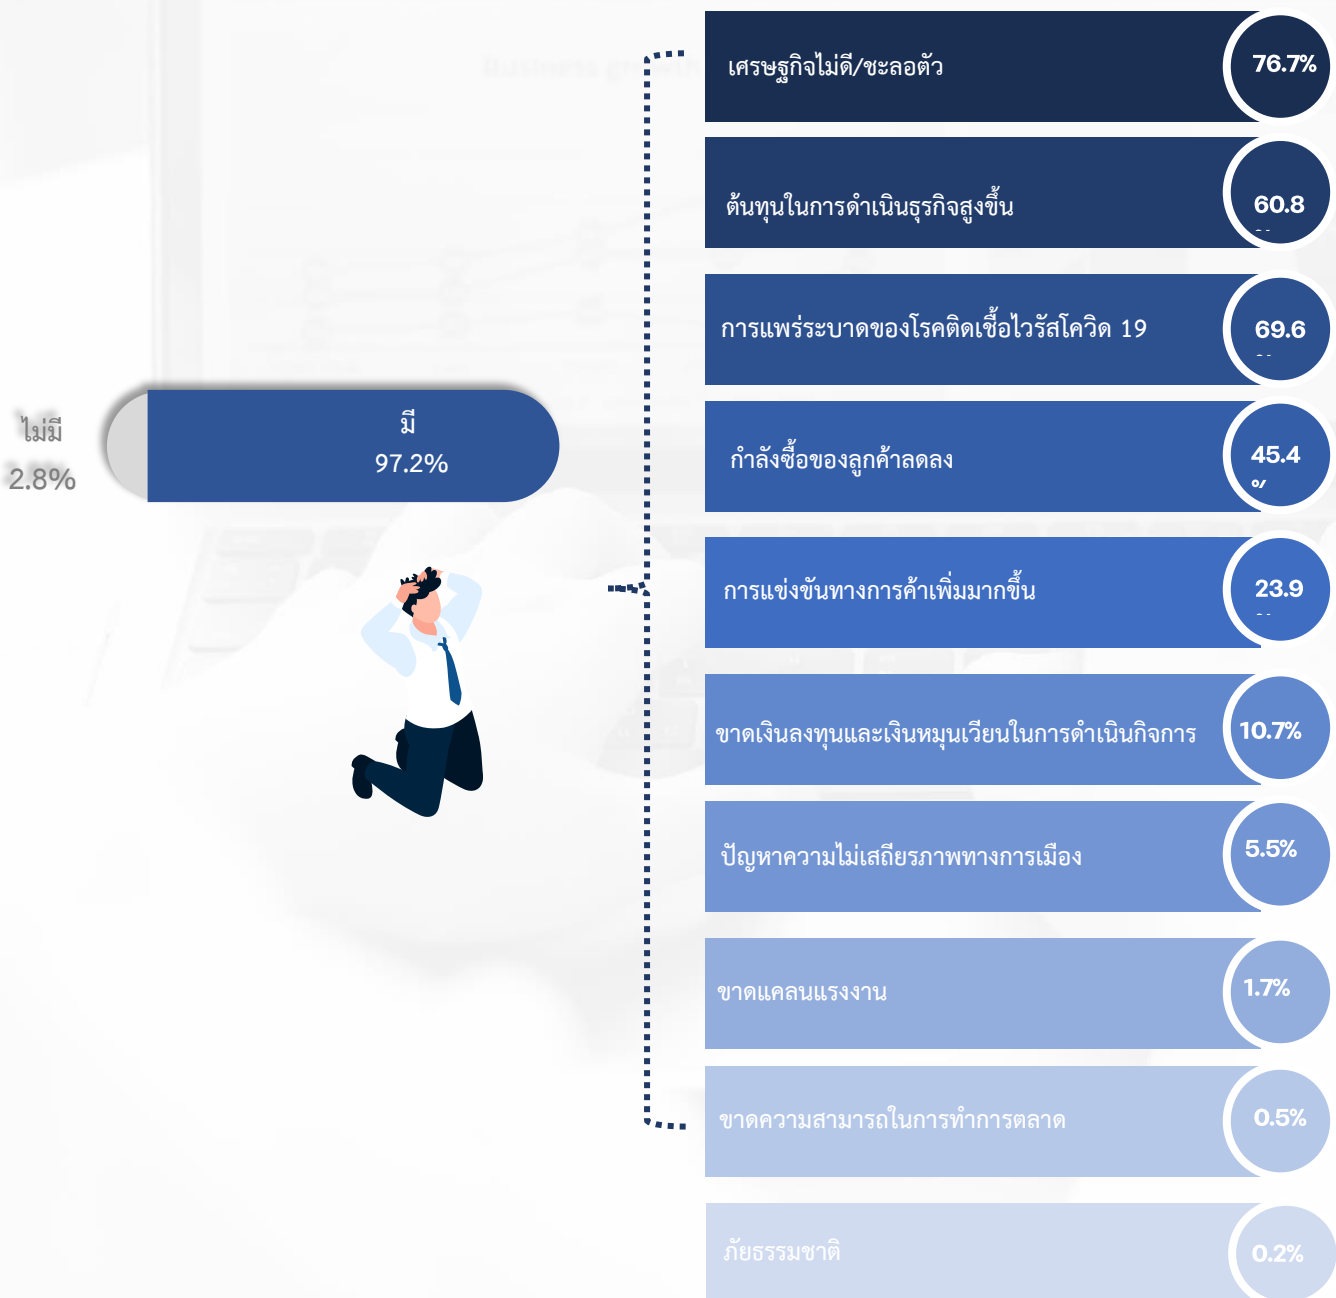 ไม่มี
2.8%
มี
97.2%
เศรษฐกิจไม่ดี/ชะลอตัว
76.7%
ต้นทุนในการดำเนินธุรกิจสูงขึ้น
60.8
%
การแพร่ระบาดของโรคติดเชื้อไวรัสโควิด 19
69.6
%
กำลังซื้อของลูกค้าลดลง
45.4
%
การแข่งขันทางการค้าเพิ่มมากขึ้น
23.9
%
ขาดเงินลงทุนและเงินหมุนเวียนในการดำเนินกิจการ
10.7%
ปัญหาความไม่เสถียรภาพทางการเมือง
5.5%
ขาดแคลนแรงงาน
1.7%
ขาดความสามารถในการทำการตลาด
0.5%
ภัยธรรมชาติ
0.2%